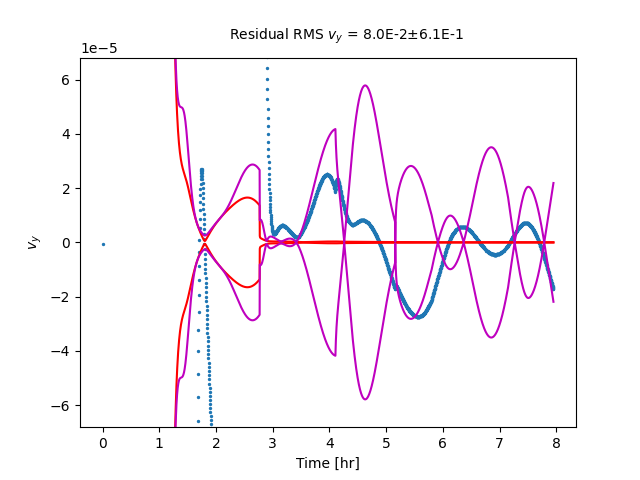 Residual RMS $v_y$ = 8.0E-2±6.1E-1
1e−5
6
4
2
0
−2
−4
−6
$v_y$
0 1 2 3 4 5 6 7 8
Time [hr]